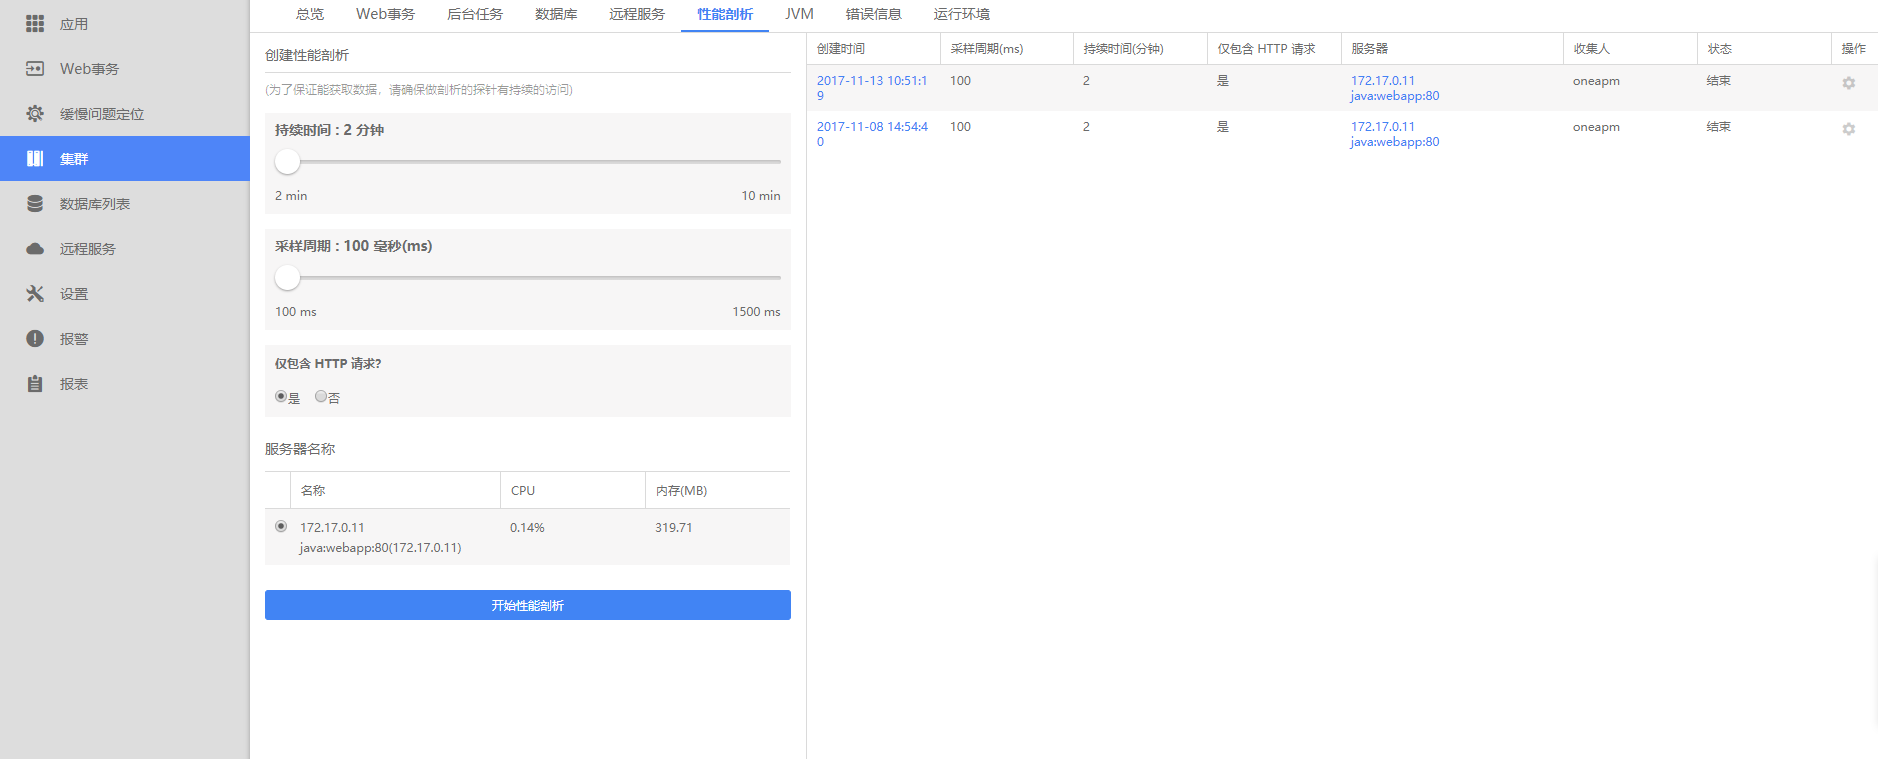 应用
Web事务
缓慢问题定位
集群
数据库列表
远程服务
设置
报警
报表
总览 Web事务 后台任务 数据库 远程服务 性能剖析 JVM 错误信息 运行环境
创建性能剖析
(为了保证能获取数据，请确保做剖析的探针有持续的访问)
持续时间 : 2 分钟
2 min 10 min
采样周期 : 100 毫秒(ms)
100 ms 1500 ms
仅包含 HTTP 请求?
是 否
服务器名称
名称 CPU 内存(MB)
172.17.0.11 0.14% 319.71
java:webapp:80(172.17.0.11)
开始性能剖析
创建时间 采样周期(ms) 持续时间(分钟) 仅包含 HTTP 请求 服务器 收集人 状态 操作
2017-11-13 10:51:1 100 2 是 172.17.0.11 oneapm 结束
9 java:webapp:80
2017-11-08 14:54:4 100 2 是 172.17.0.11 oneapm 结束
0 java:webapp:80